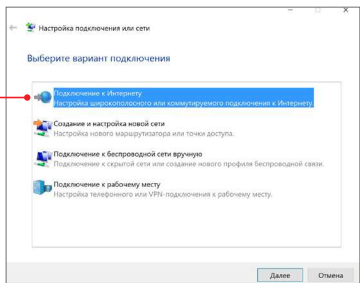 Настройка подключения или сети
Выберите вариант подключения
Подключение к Интернету
Настройка широкополосного или коммутируемого подключения к Интернету.
Создание и настройка новой сети
Настройка нового маршрутизатора или точки доступа.
Подключение к беспроводной сети вручную
Подключение к скрытой сети или создание нового профиля беспроводной связи.
Подключение к рабочему месту
Настройка телефонного или VPN-подключения к рабочему месту.
Далее Отмена